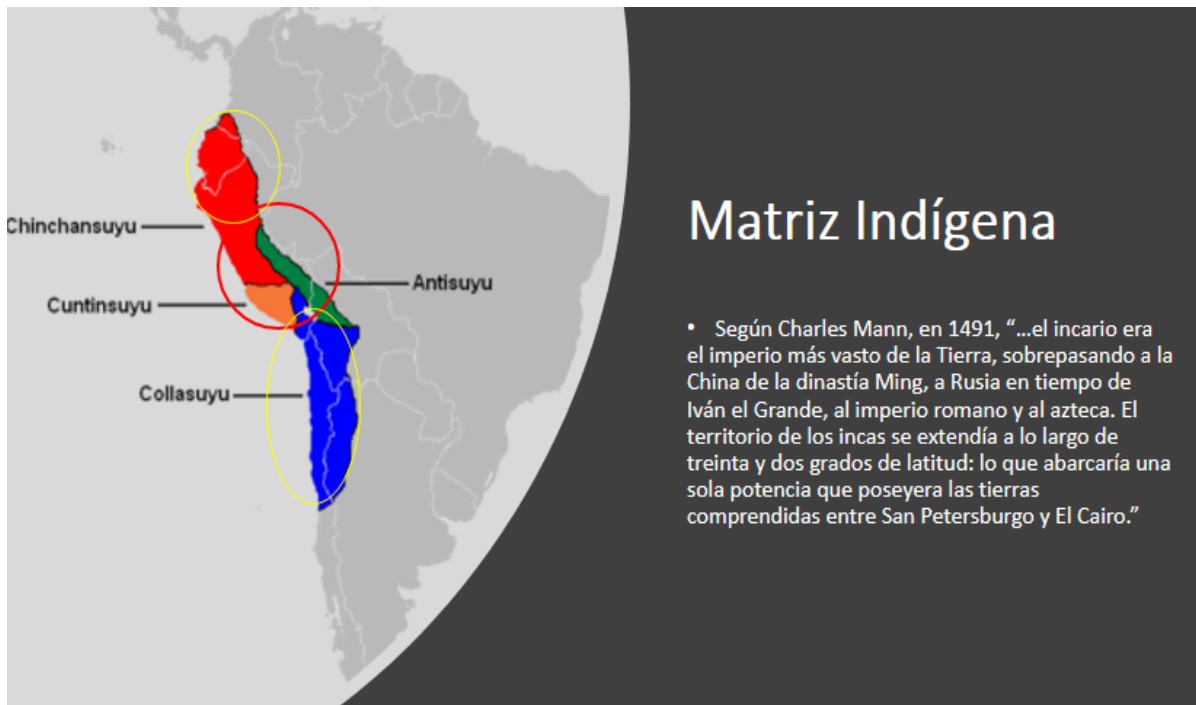 Chinchansuyu
Cuntinsuyu
Antisuyu
Collasuyu
Matriz Indígena
• Según Charles Mann, en 1491, “...el incario era
el imperio más vasto de la Tierra, sobrepasando a la
China de la dinastía Ming, a Rusia en tiempo de
Iván el Grande, al imperio romano y al azteca. El
territorio de los incas se extendía a lo largo de
treinta y dos grados de latitud: lo que abarcaría una
sola potencia que poseyera las tierras
comprendidas entre San Petersburgo y El Cairo.”